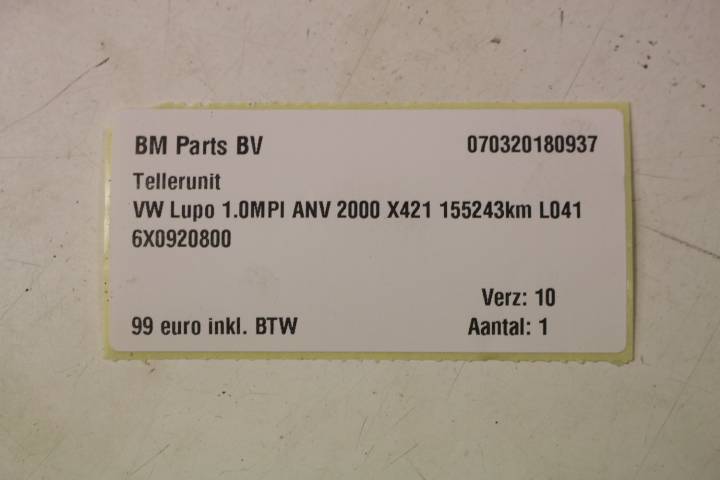 BM Parts BV 070320180937
Tellerunit
VW Lupo 1.0MPI ANV 2000 X421 155243km L041
6X0920800
Verz: 10
99 euro inkl. BTW Aantal: 1